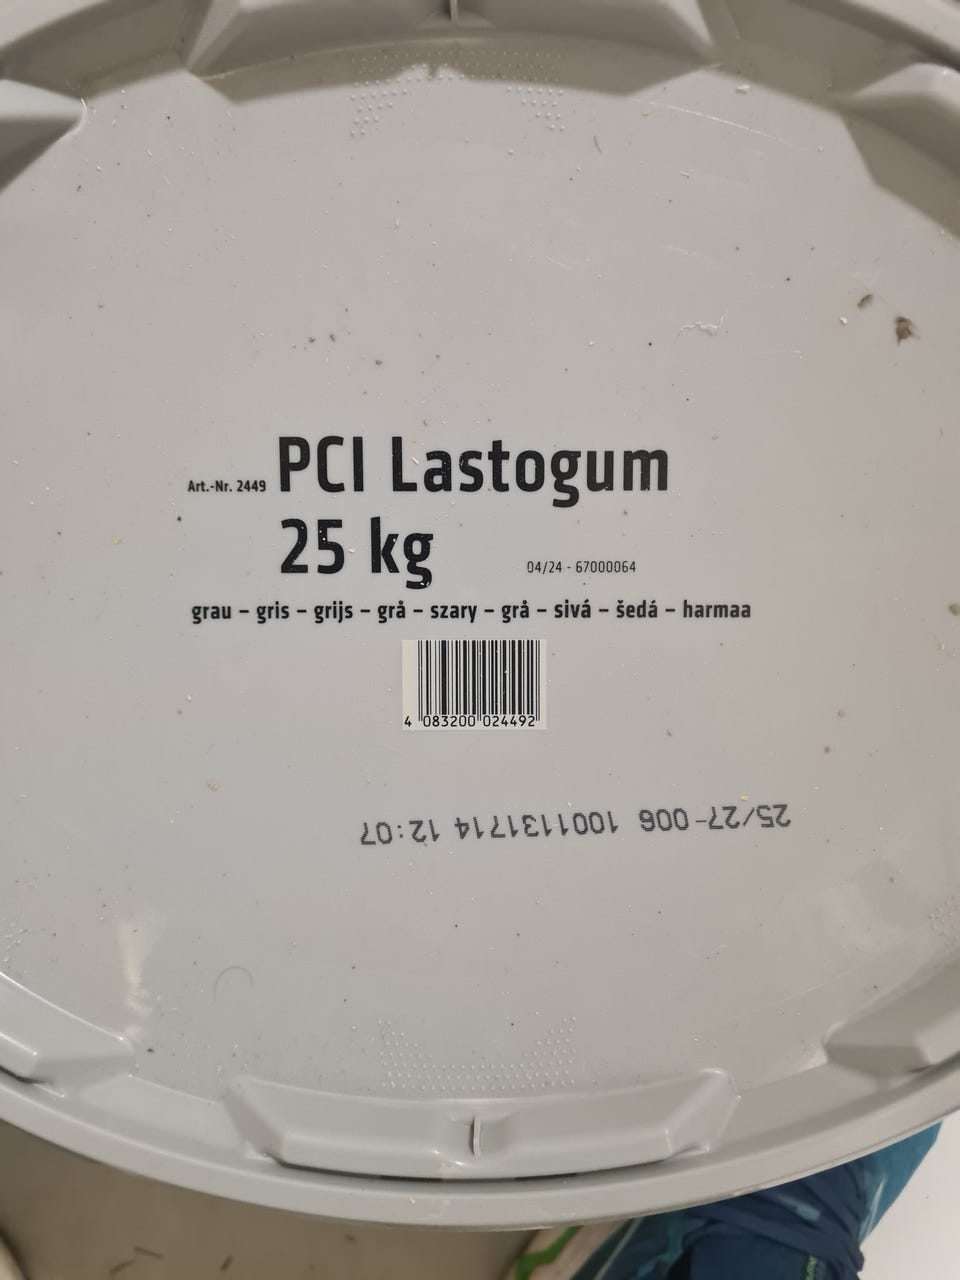 Art.-Nr. 2449 PCI Lastogum
25 kg 04/24 - 67000064
grau – gris – grijs – grå – szary – grå – sivá – šedá – harmaa
4 083200 024492
25/27-006 1001131714 12:07